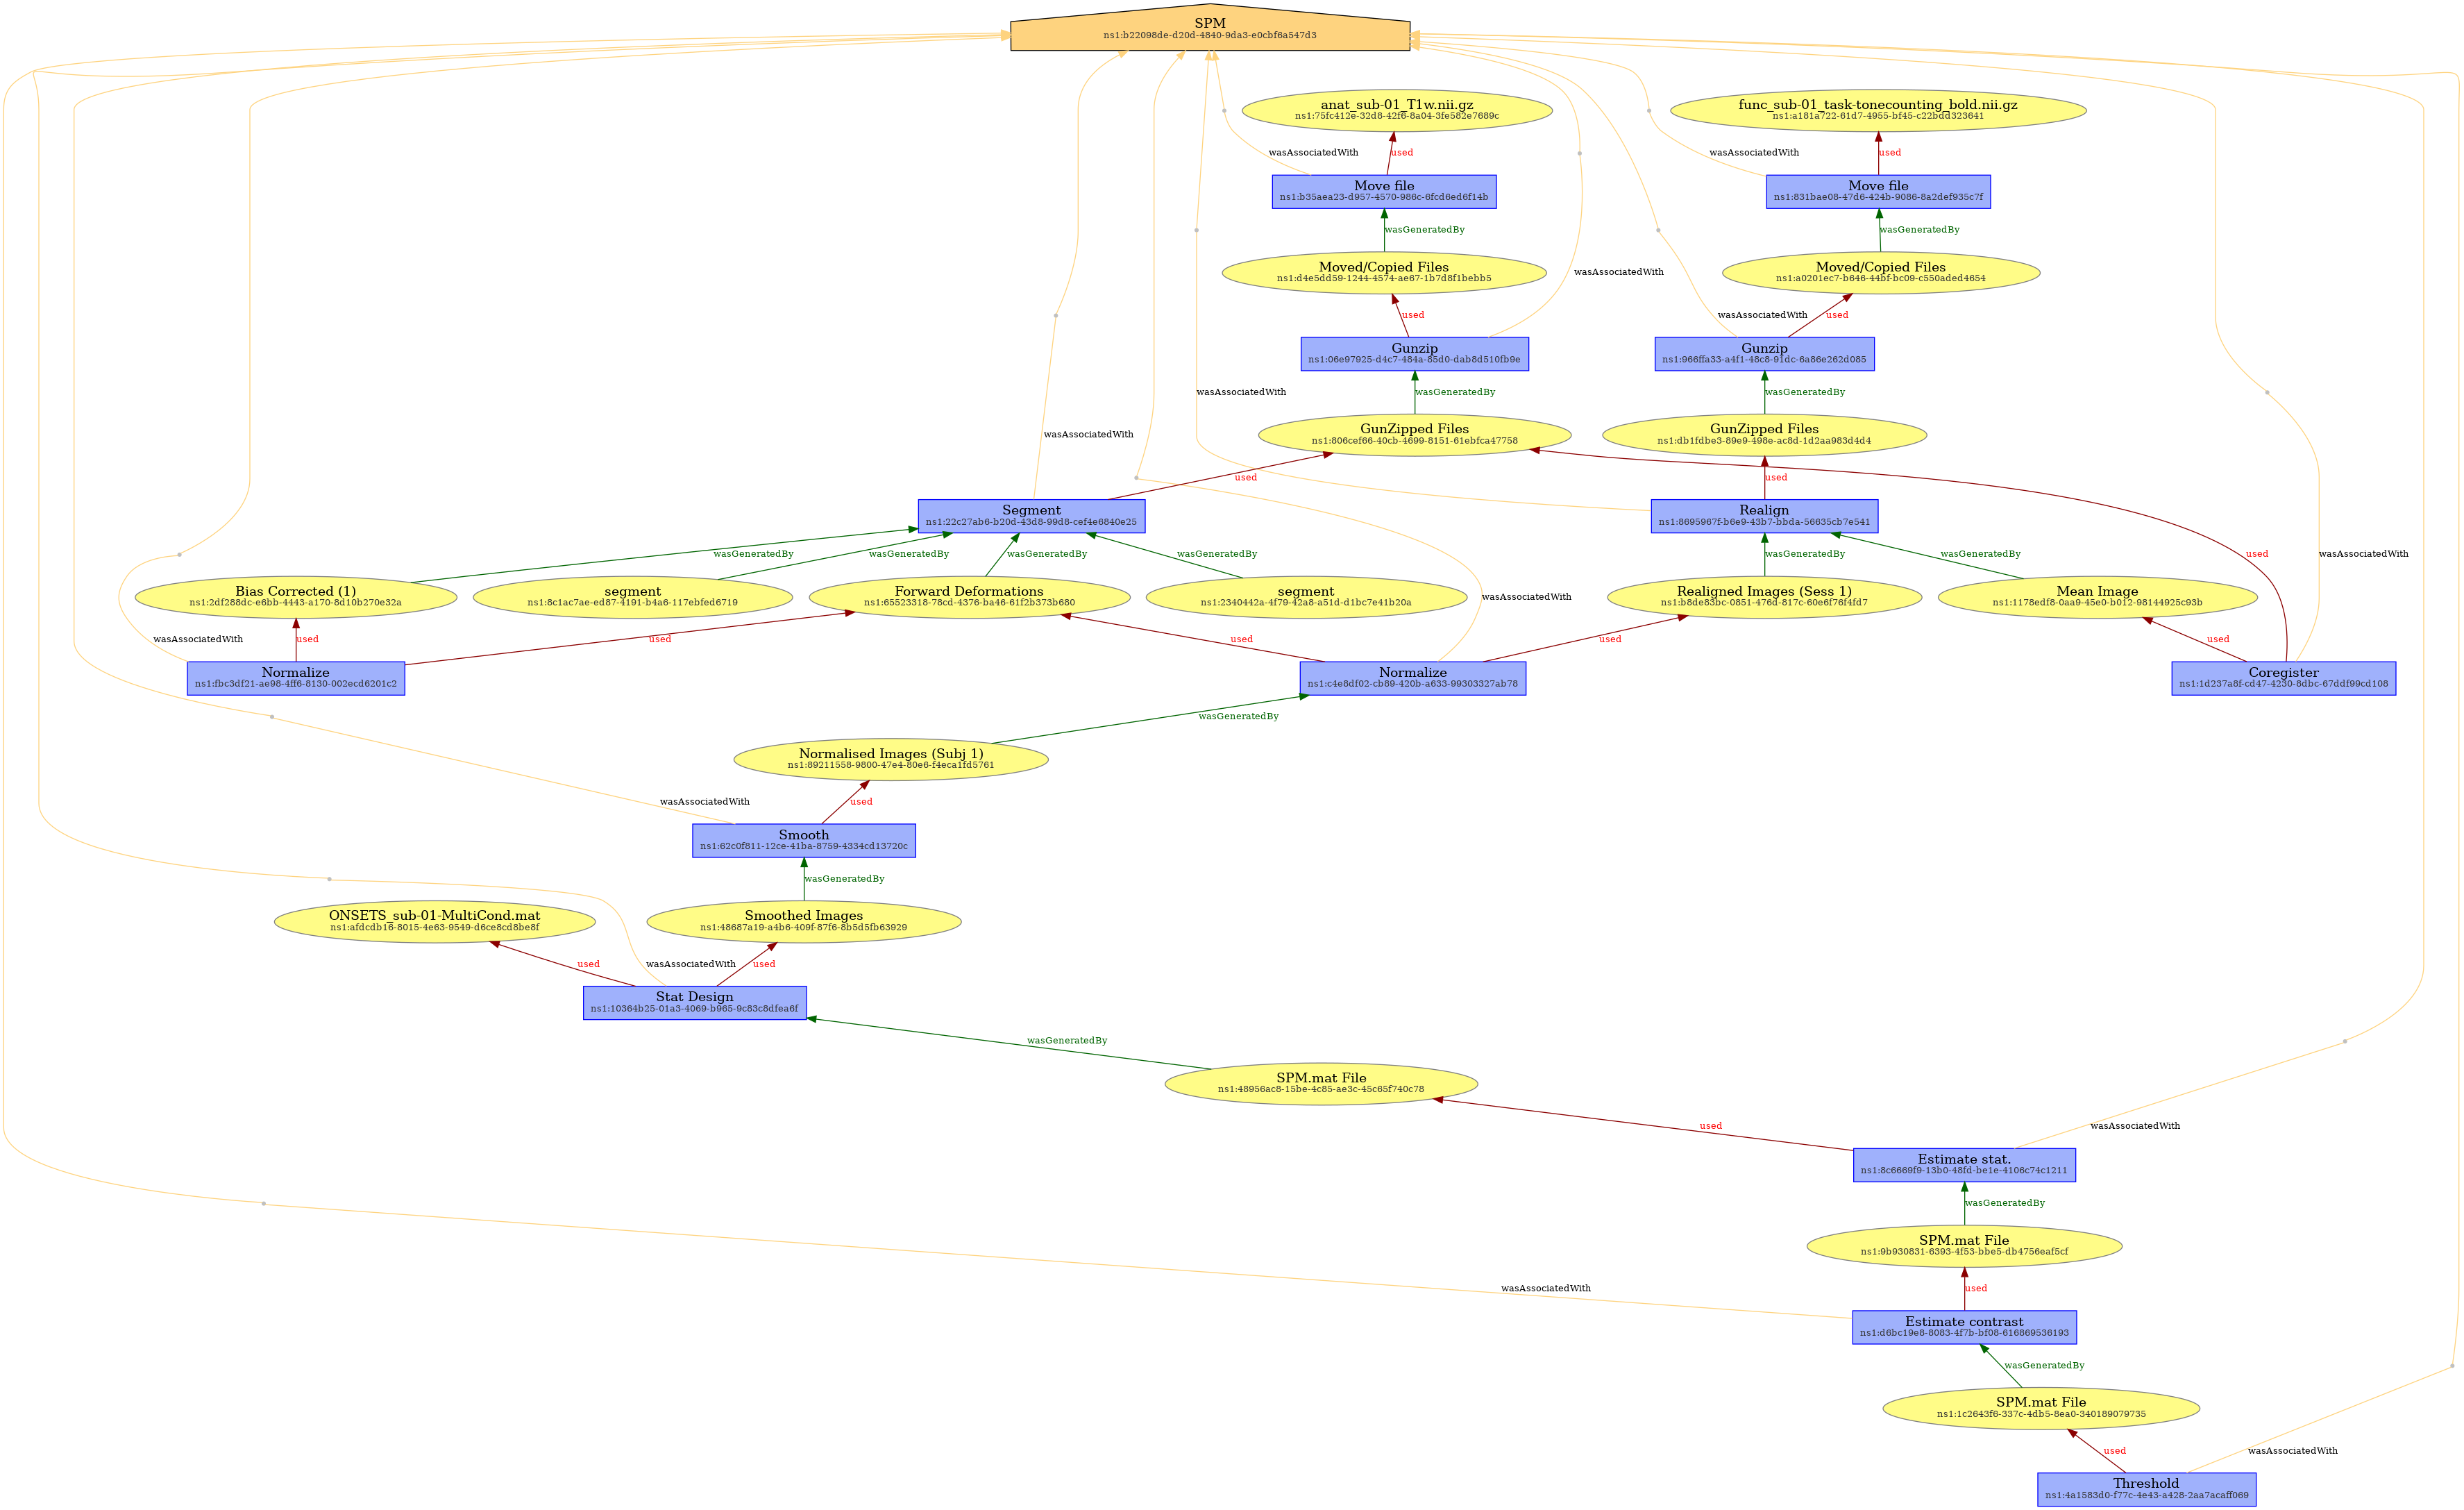 SPM
ns1:b22098de-d20d-4840-9da3-e0cbf6a547d3
anat_sub-01_T1w.nii.gz
ns1:75fc412e-32d8-42f6-8a04-3fe582e7689c
func_sub-01_task-tonecounting_bold.nii.gz
ns1:a181a722-61d7-4955-bf45-c22bdd323641
wasAssociatedWith
used
wasAssociatedWith
used
Move file
ns1:b35aea23-d957-4570-986c-6fcd6ed6f14b
Move file
ns1:831bae08-47d6-424b-9086-8a2def935c7f
wasGeneratedBy
wasGeneratedBy
Moved/Copied Files
ns1:d4e5dd59-1244-4574-ae67-1b7d8f1bebb5
wasAssociatedWith
Moved/Copied Files
ns1:a0201ec7-b646-44bf-bc09-c550aded4654
used
wasAssociatedWith
used
Gunzip
ns1:06e97925-d4c7-484a-85d0-dab8d510fb9e
Gunzip
ns1:966ffa33-a4f1-48c8-91dc-6a86e262d085
wasAssociatedWith
wasGeneratedBy
wasGeneratedBy
wasAssociatedWith
GunZipped Files
ns1:806cef66-40cb-4699-8151-61ebfca47758
GunZipped Files
ns1:db1fdbe3-89e9-498e-ac8d-1d2aa983d4d4
used
used
Segment
ns1:22c27ab6-b20d-43d8-99d8-cef4e6840e25
Realign
ns1:8695967f-b6e9-43b7-bbda-56635cb7e541
wasGeneratedBy
wasGeneratedBy
wasGeneratedBy
wasGeneratedBy
wasGeneratedBy
wasGeneratedBy
used
wasAssociatedWith
Bias Corrected (1)
ns1:2df288dc-e6bb-4443-a170-8d10b270e32a
segment
ns1:8c1ac7ae-ed87-4191-b4a6-117ebfed6719
Forward Deformations
ns1:65523318-78cd-4376-ba46-61f2b373b680
segment
ns1:2340442a-4f79-42a8-a51d-d1bc7e41b20a
wasAssociatedWith
Realigned Images (Sess 1)
ns1:b8de83bc-0851-476d-817c-60e6f76f4fd7
Mean Image
ns1:1178edf8-0aa9-45e0-b012-98144925c93b
wasAssociatedWith
used
used
used
used
used
Normalize
ns1:fbc3df21-ae98-4ff6-8130-002ecd6201c2
Normalize
ns1:c4e8df02-cb89-420b-a633-99303327ab78
Coregister
ns1:1d237a8f-cd47-4230-8dbc-67ddf99cd108
wasGeneratedBy
Normalised Images (Subj 1)
ns1:89211558-9800-47e4-80e6-f4eca1fd5761
wasAssociatedWith
used
Smooth
ns1:62c0f811-12ce-41ba-8759-4334cd13720c
wasGeneratedBy
ONSETS_sub-01-MultiCond.mat
ns1:afdcdb16-8015-4e63-9549-d6ce8cd8be8f
Smoothed Images
ns1:48687a19-a4b6-409f-87f6-8b5d5fb63929
used
wasAssociatedWith
used
Stat Design
ns1:10364b25-01a3-4069-b965-9c83c8dfea6f
wasGeneratedBy
SPM.mat File
ns1:48956ac8-15be-4c85-ae3c-45c65f740c78
used
wasAssociatedWith
Estimate stat.
ns1:8c6669f9-13b0-48fd-be1e-4106c74c1211
wasGeneratedBy
SPM.mat File
ns1:9b930831-6393-4f53-bbe5-db4756eaf5cf
wasAssociatedWith
used
Estimate contrast
ns1:d6bc19e8-8083-4f7b-bf08-616869536193
wasGeneratedBy
SPM.mat File
ns1:1c2643f6-337c-4db5-8ea0-340189079735
used
wasAssociatedWith
Threshold
ns1:4a1583d0-f77c-4e43-a428-2aa7acaff069